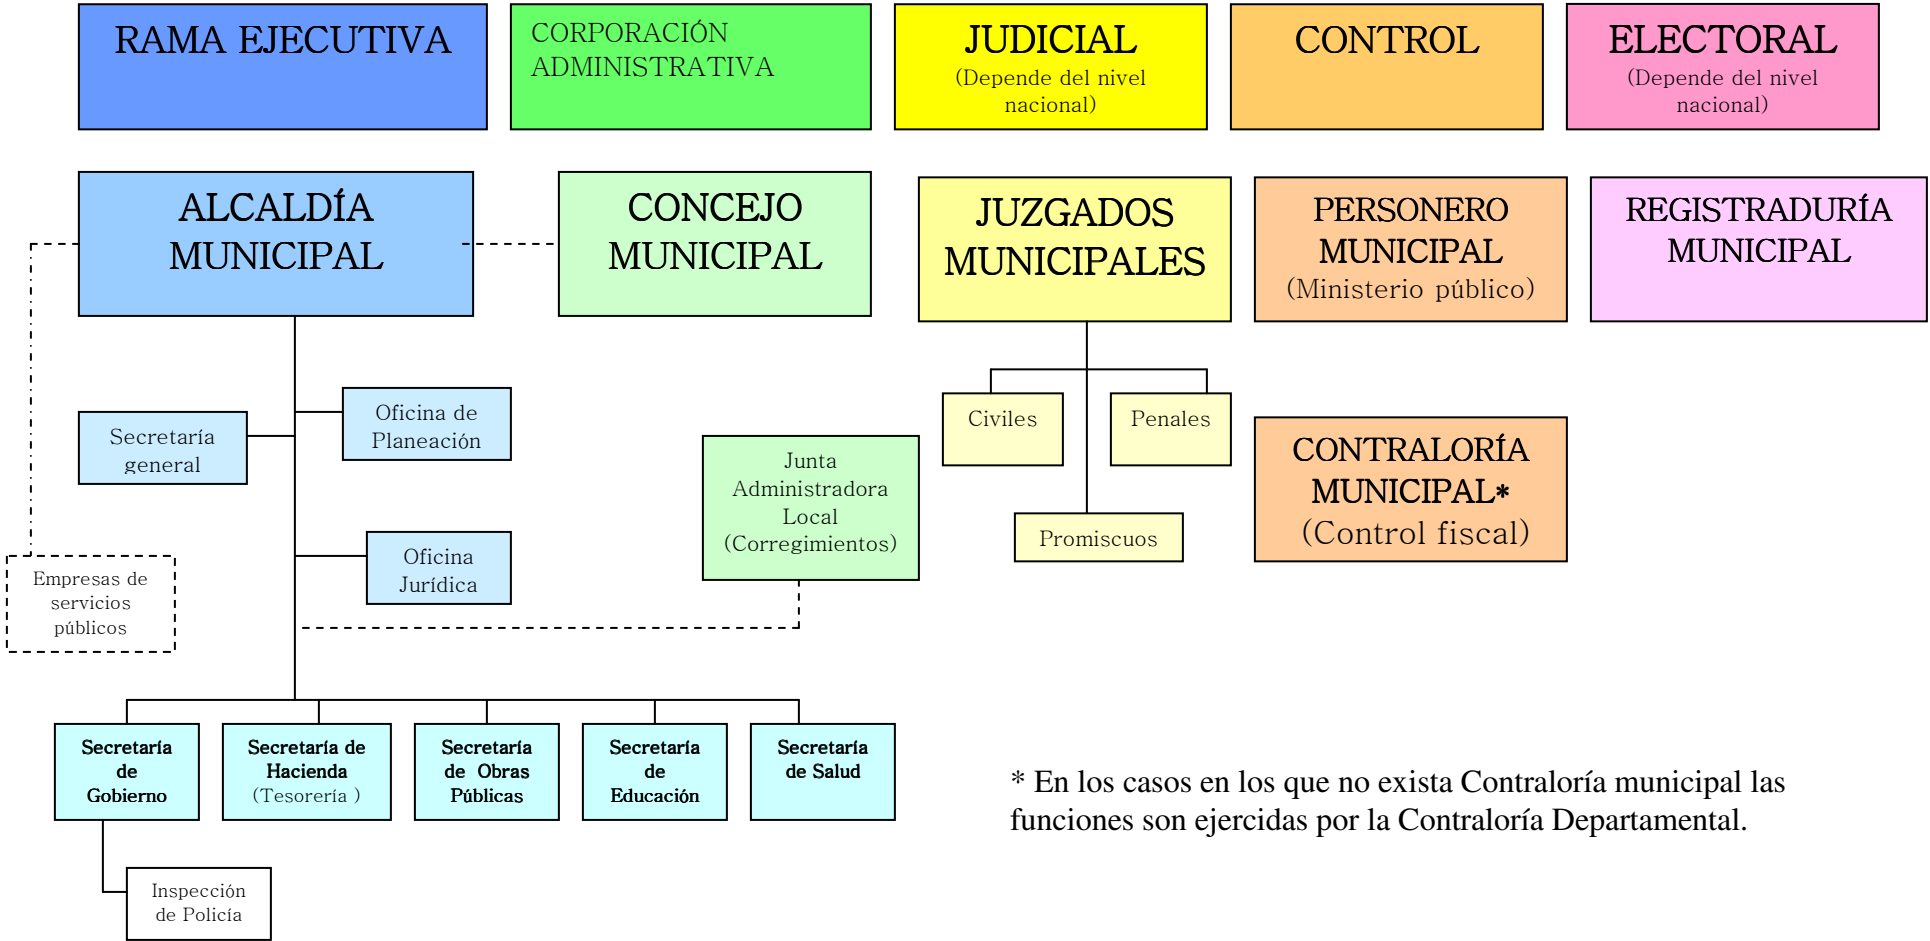 RAMA EJECUTIVA
CORPORACIÓN
ADMINISTRATIVA
JUDICIAL
(Depende del nivel
nacional)
CONTROL
ELECTORAL
(Depende del nivel
nacional)
ALCALDÍA
MUNICIPAL
CONCEJO
MUNICIPAL
JUZGADOS
MUNICIPALES
PERSONERO
MUNICIPAL
(Ministerio público)
REGISTRADURÍA
MUNICIPAL
Secretaría
general
Oficina de
Planeación
Junta
Administradora
Local
(Corregimientos)
Civiles
Penales
Promiscuos
CONTRALORÍA
MUNICIPAL*
(Control fiscal)
Oficina
Jurídica
Empresas de
servicios
públicos
Secretaría
de
Gobierno
Secretaría de
Hacienda
(Tesorería )
Secretaría
de Obras
Públicas
Secretaría
de
Educación
Secretaría
de Salud
* En los casos en los que no exista Contraloría municipal las
funciones son ejercidas por la Contraloría Departamental.
Inspección
de Policía